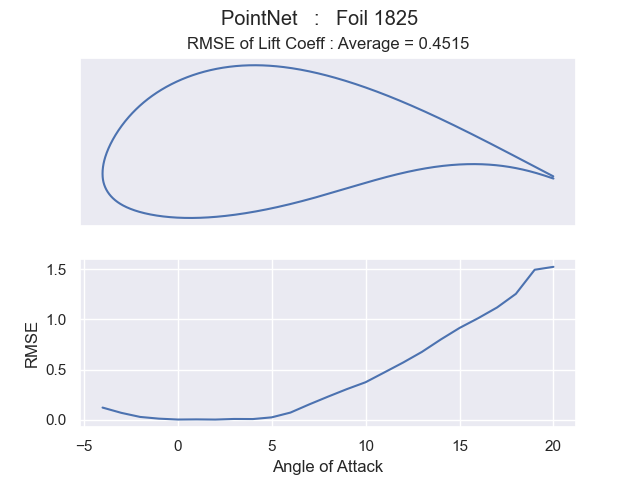 PointNet : Foil 1825
RMSE of Lift Coeff : Average = 0.4515
1.5
1.0
0.5
0.0
RMSE
−5 0 5 10 15 20
Angle of Attack